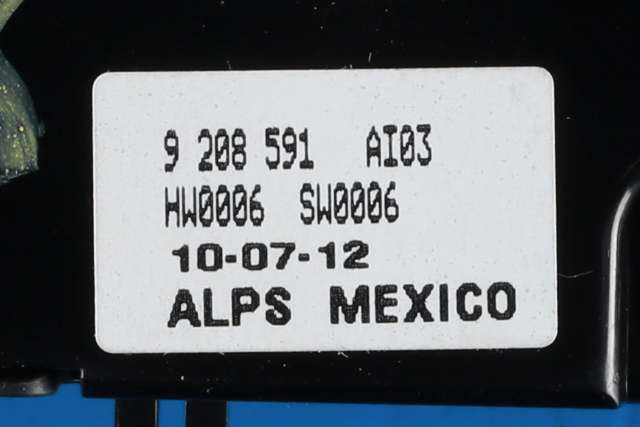 9 208 591 AI03
HW0006 SW0006
10-07-12
ALPS MEXICO